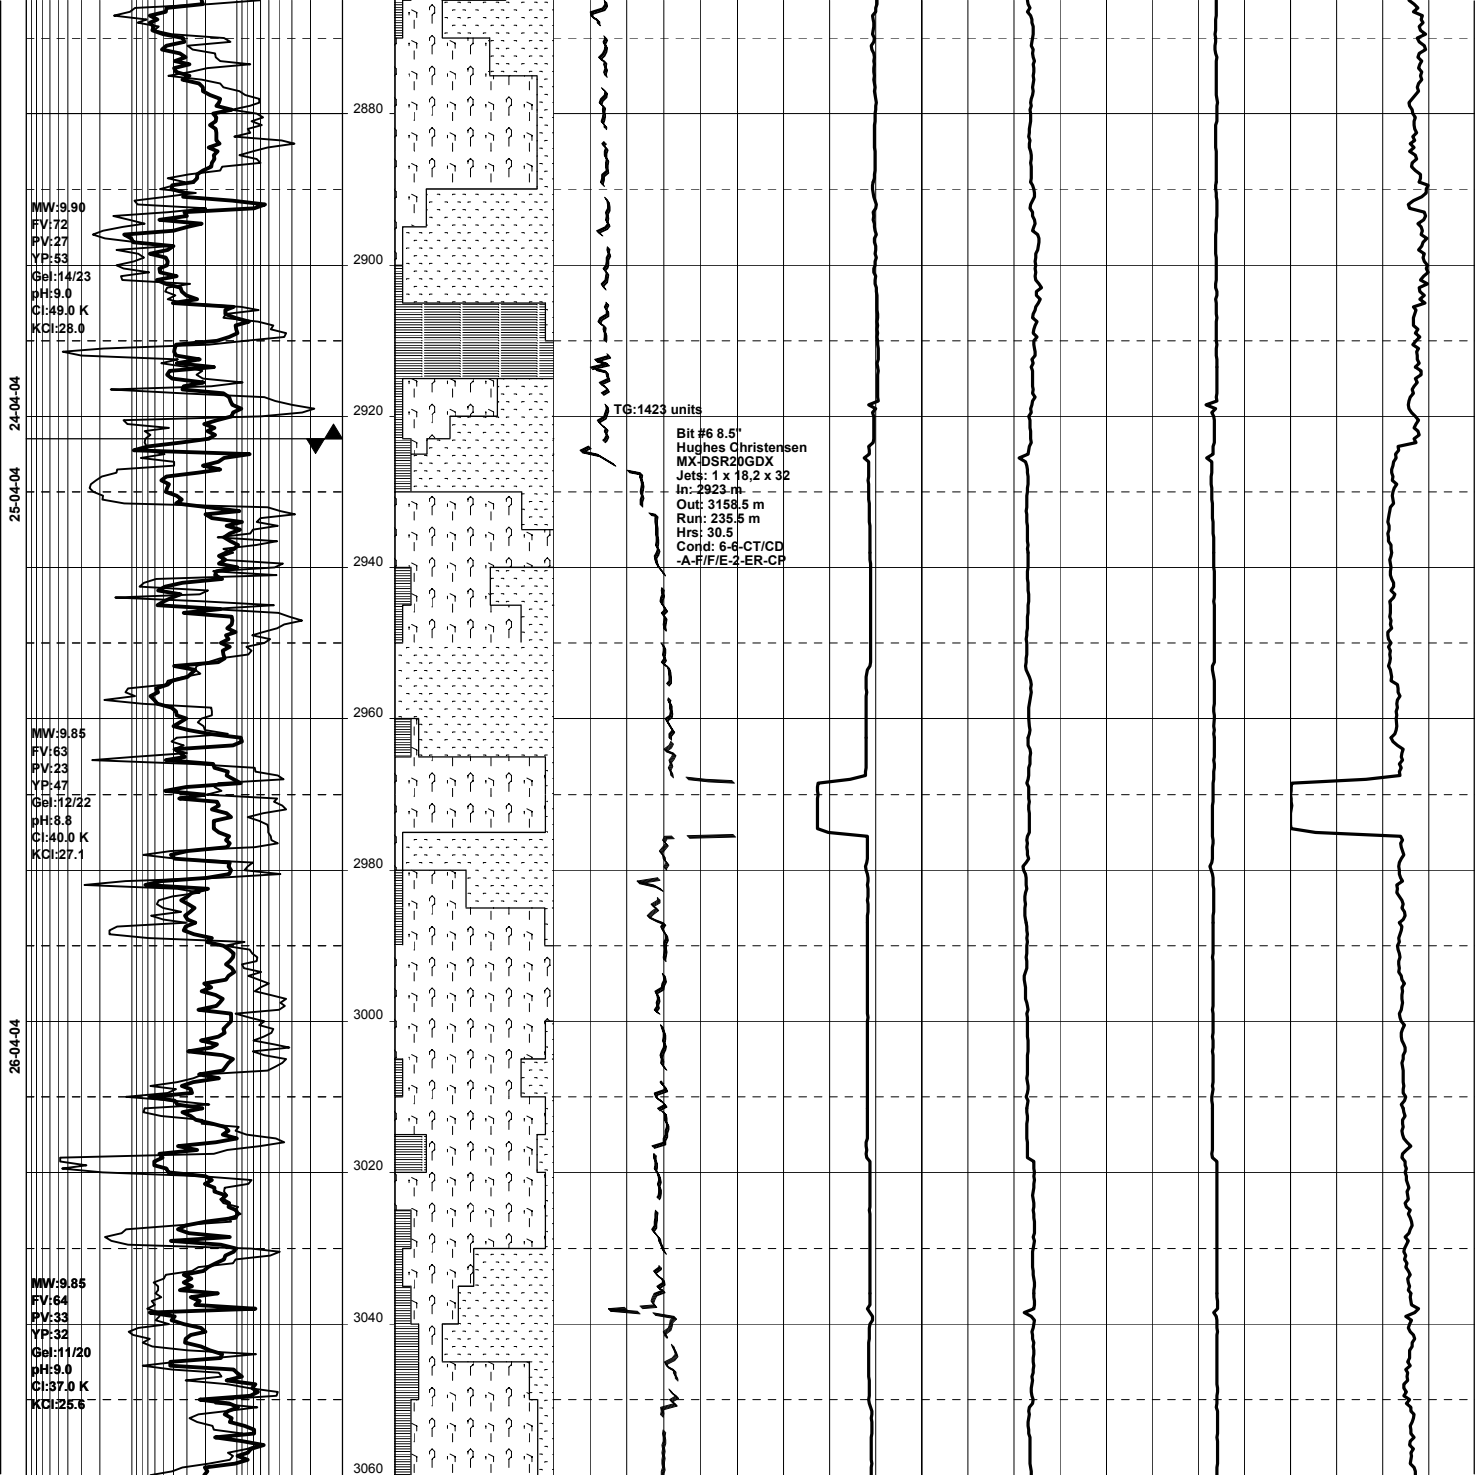 2880
MW:9.90
FV:72
PV:27
YP:53
Gel:14/23
pH:9.0
Cl:49.0 K
KCl:28.0
2900
24-04-04
2920
TG:1423 units
Bit #6 8.5"
Hughes Christensen
MX-DSR20GDX
Jets: 1 x 18,2 x 32
In: 2923 m
Out: 3158.5 m
Run: 235.5 m
Hrs: 30.5
Cond: 6-6-CT/CD
-A-F/F/E-2-ER-CP
25-04-04
2940
2960
MW:9.85
FV:63
PV:23
YP:47
Gel:12/22
pH:8.8
Cl:40.0 K
KCl:27.1
2980
3000
26-04-04
3020
MW:9.85
FV:64
PV:33
YP:32
Gel:11/20
pH:9.0
Cl:37.0 K
KCl:25.6
3040
3060